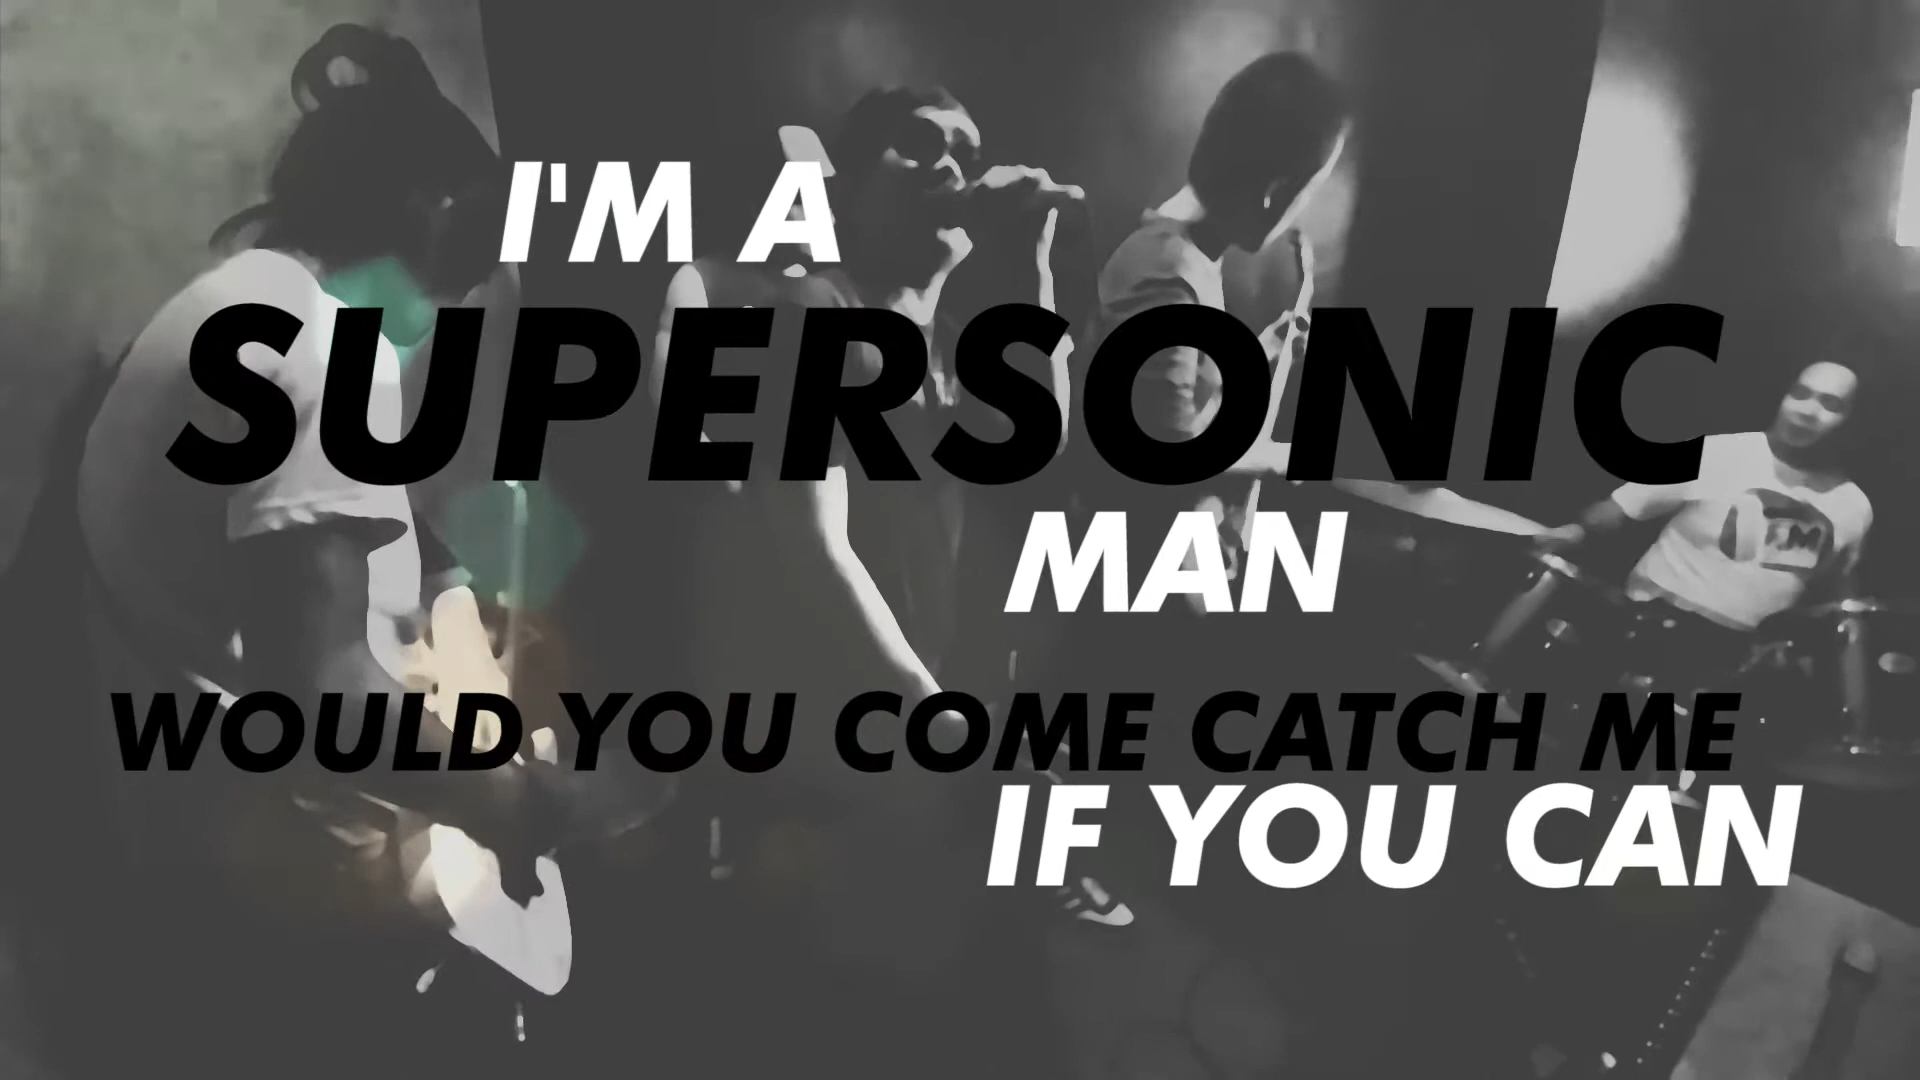 I'M A
SUPERSONIC
MAN
WOULD YOU COME CATCH ME
IF YOU CAN